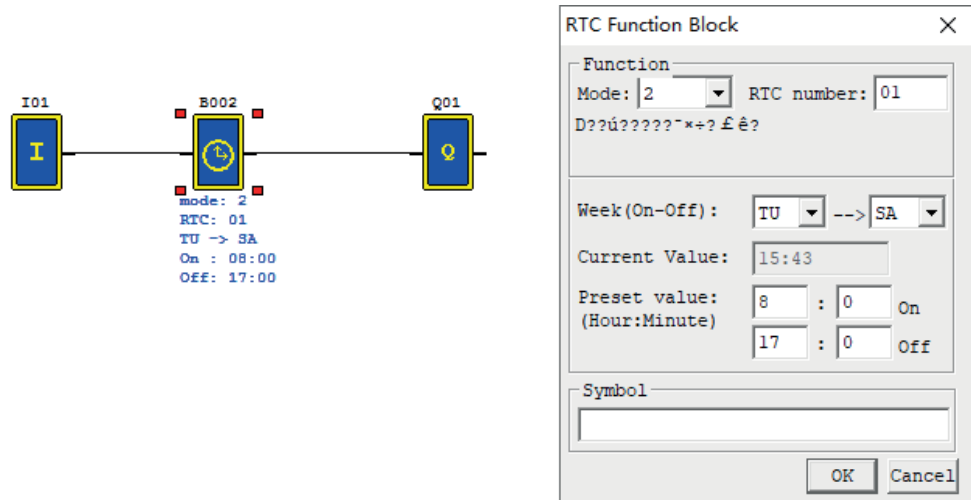 I01
B002
Q01
I
Q
mode: 2
RTC: 01
TU -> SA
On : 08:00
Off: 17:00
RTC Function Block
Function
Mode: 2 RTC number: 01
D??ú?????¯×÷?£ê?
Week(On-Off): TU --> SA
Current Value: 15:43
Preset value: 8 : 0 On
(Hour:Minute)
17 : 0 Off
Symbol
OK Cancel